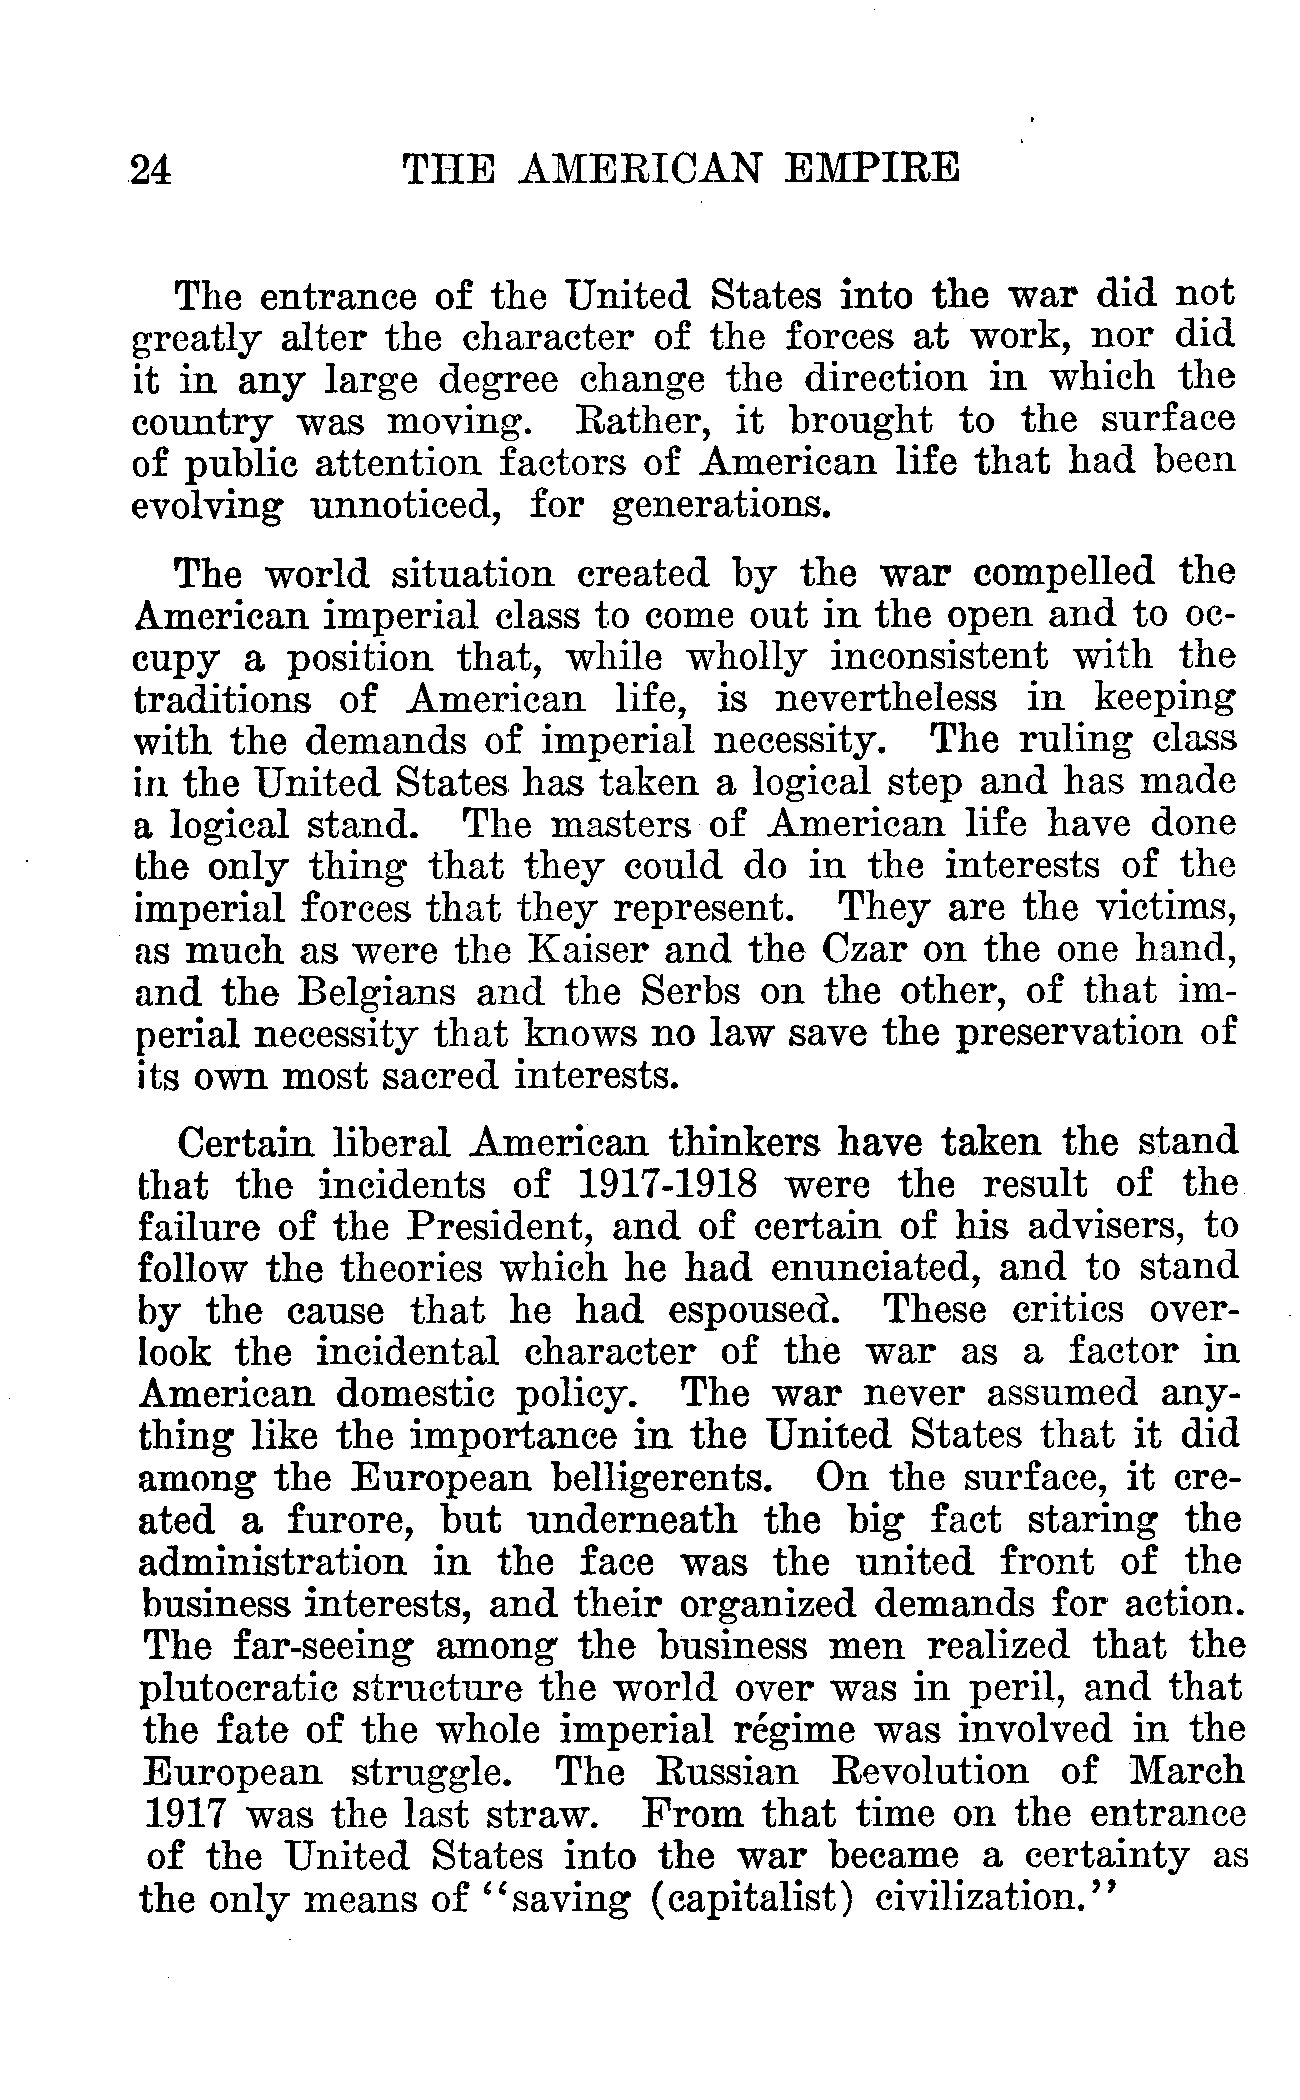 24 THE AMERICAN EMPIRE
The entrance of the United States into the war did not
greatly alter the character of the forces at work, nor did
it in any large degree change the direction in which the
country was moving. Rather, it brought to the surface
of public attention factors of American life that had been
evolving unnoticed, for generations.
The world situation created by the war compelled the
American imperial class to come out in the open and to oc-
cupy a position that, while wholly inconsistent with the
traditions of American life, is nevertheless in keeping
with the demands of imperial necessity. The ruling class
in the United States has taken a logical step and has made
a logical stand. The masters of American life have done
the only thing that they could do in the interests of the
imperial forces that they represent. They are the victims,
as much as were the Kaiser and the Czar on the one hand,
and the Belgians and the Serbs on the other, of that im-
perial necessity that knows no law save the preservation of
its own most sacred interests.
Certain liberal American thinkers have taken the stand
that the incidents of 1917-1918 were the result of the
failure of the President, and of certain of his advisers, to
follow the theories which he had enunciated, and to stand
by the cause that he had espoused. These critics over-
look the incidental character of the war as a factor in
American domestic policy. The war never assumed any-
thing like the importance in the United States that it did
among the European belligerents. On the surface, it cre-
ated a furore, but underneath the big fact staring the
administration in the face was the united front of the
business interests, and their organized demands for action.
The far-seeing among the business men realized that the
plutocratic structure the world over was in peril, and that
the fate of the whole imperial régime was involved in the
European struggle. The Russian Revolution of March
1917 was the last straw. From that time on the entrance
of the United States into the war became a certainty as
the only means of "saving (capitalist) civilization."